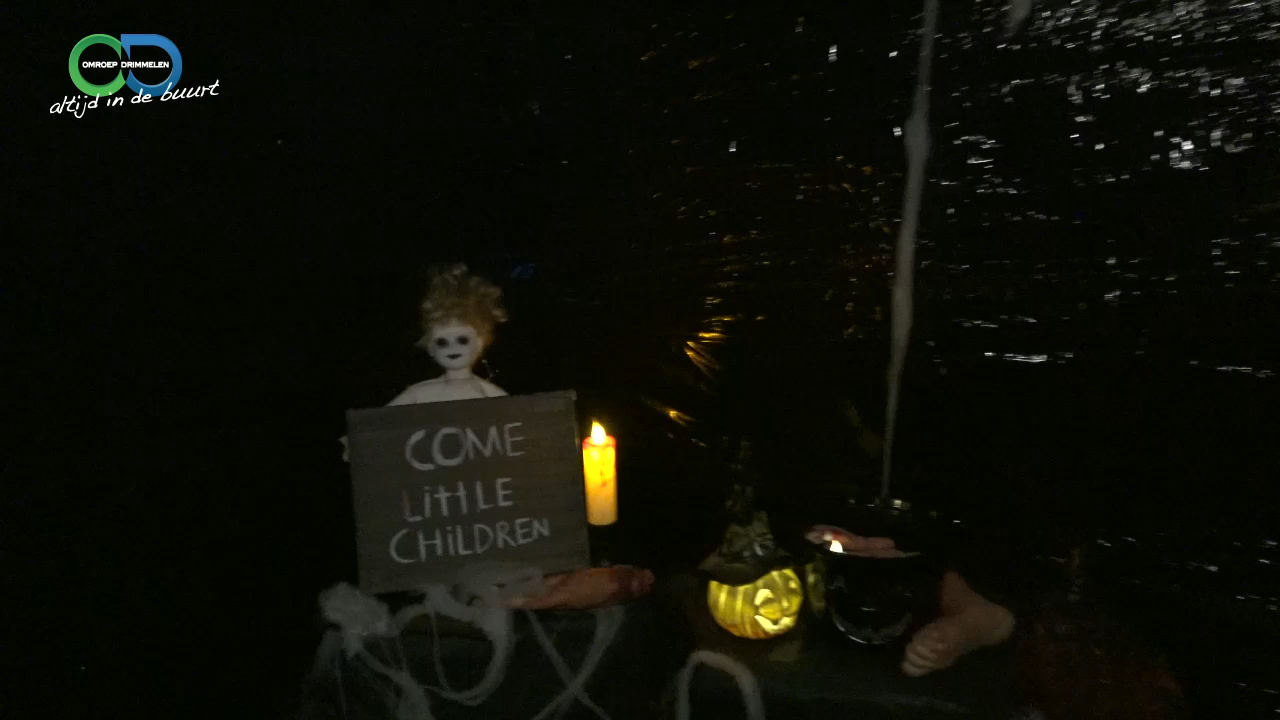 OMROEP DRIMMELEN
altijd in de buurt
COME
LiTTLE
CHiLDREN